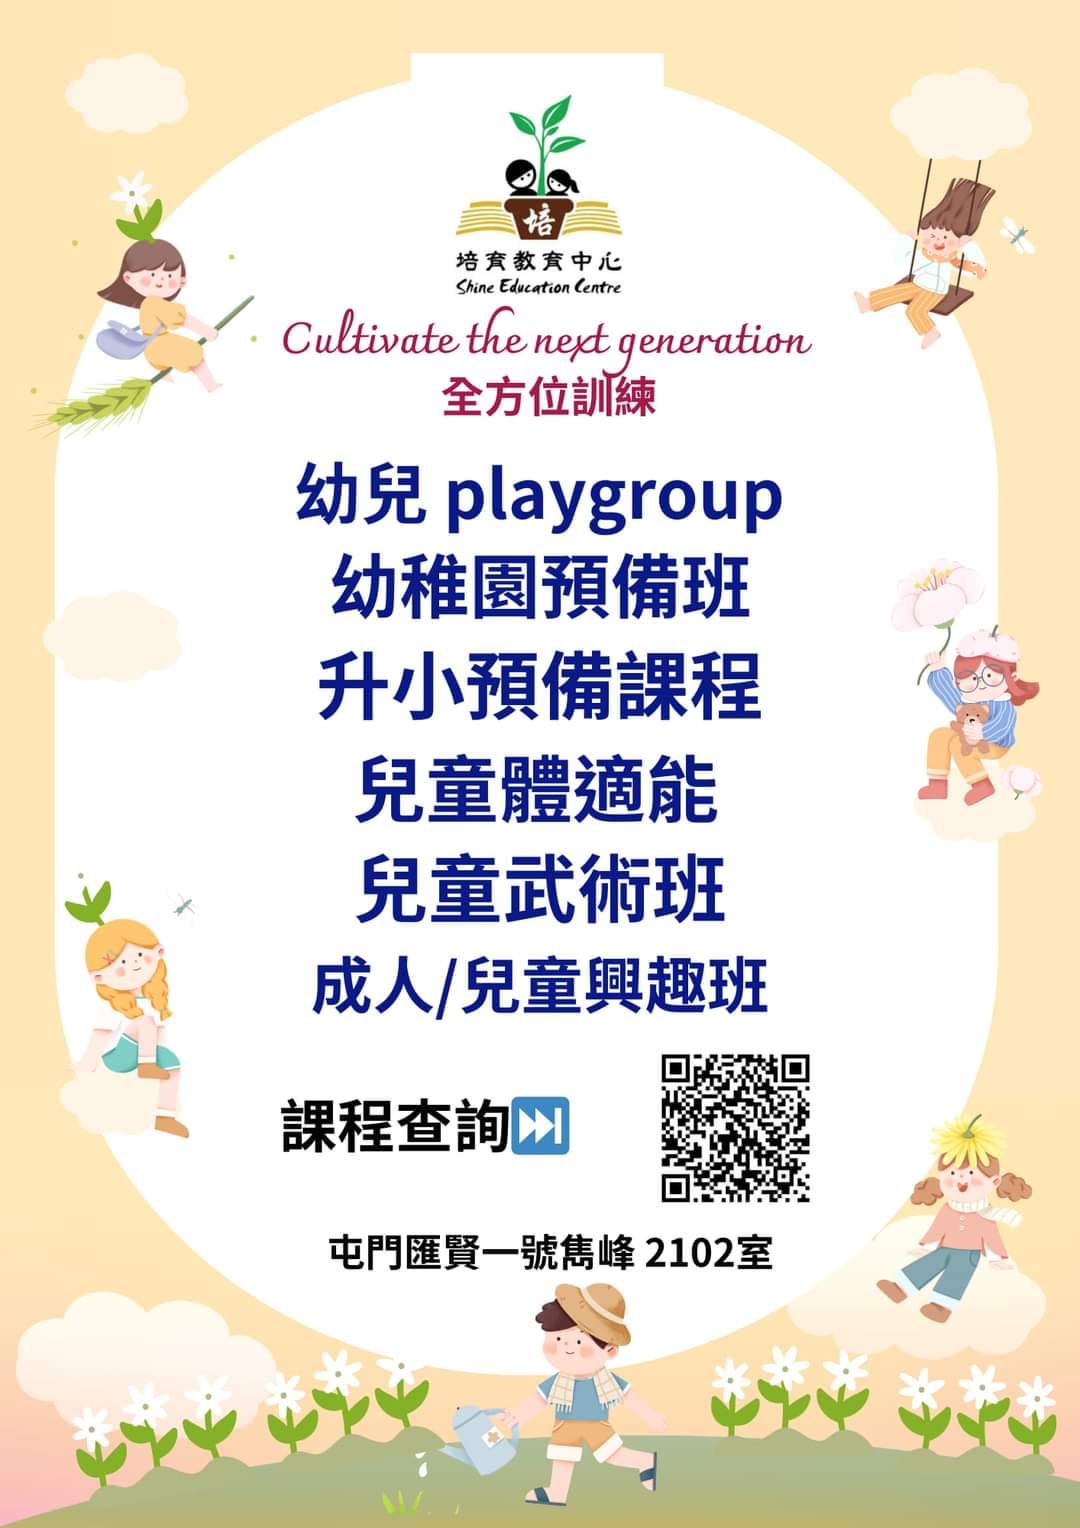 培
培育教育中心
Shine Education Centre
Cultivate the next generation
全方位訓練
幼兒 playgroup
幼稚園預備班
升小預備課程
兒童體適能
兒童武術班
成人/兒童興趣班
課程查詢⏭
屯門匯賢一號雋峰 2102室